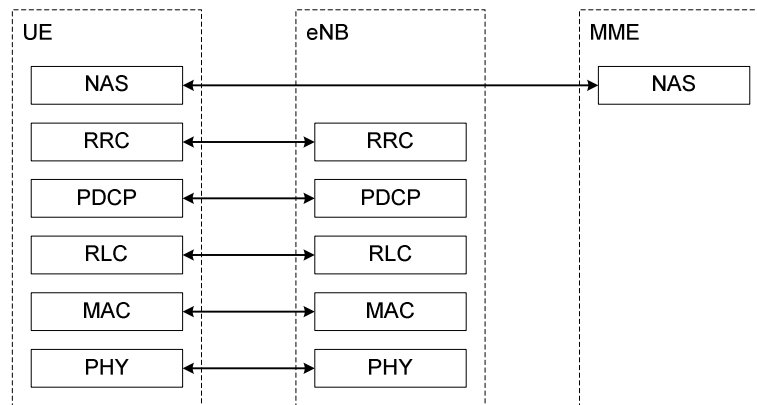 UE eNB MME
NAS NAS
RRC RRC
PDCP PDCP
RLC RLC
MAC MAC
PHY PHY